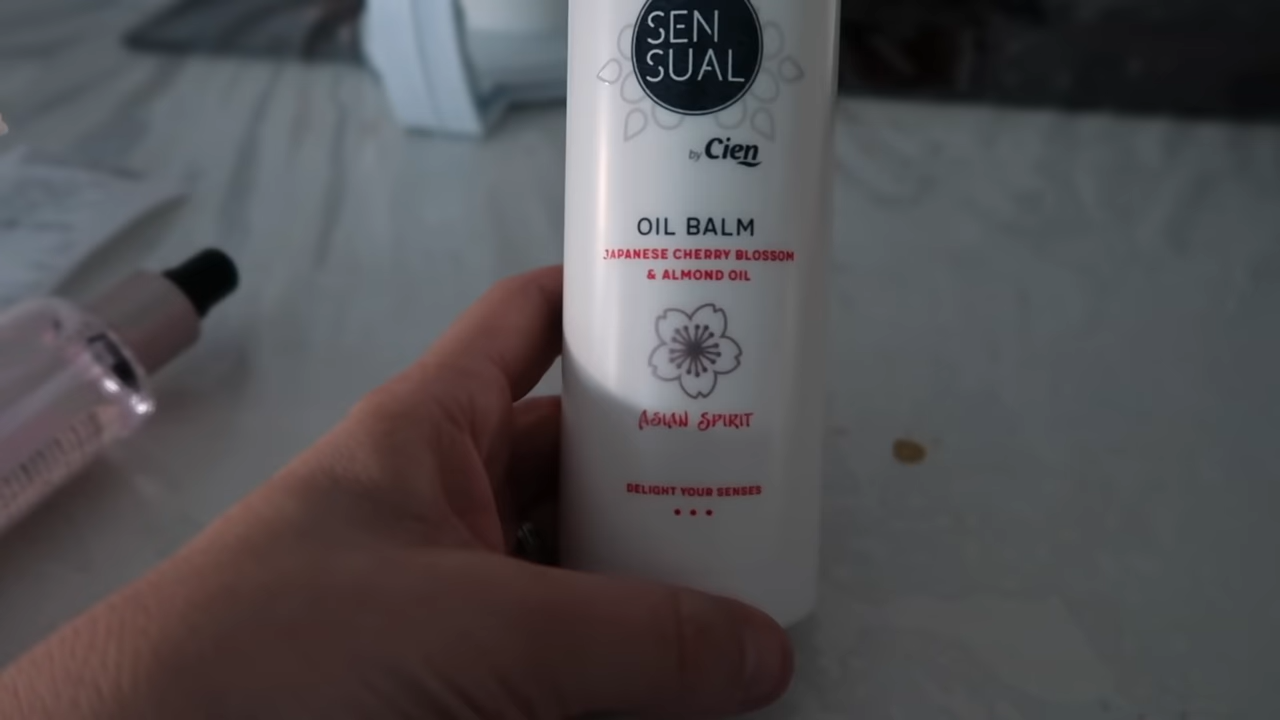 SEN
SUAL
by Cien
OIL BALM
JAPANESE CHERRY BLOSSOM
& ALMOND OIL
ASIAN SPIRIT
DELIGHT YOUR SENSES